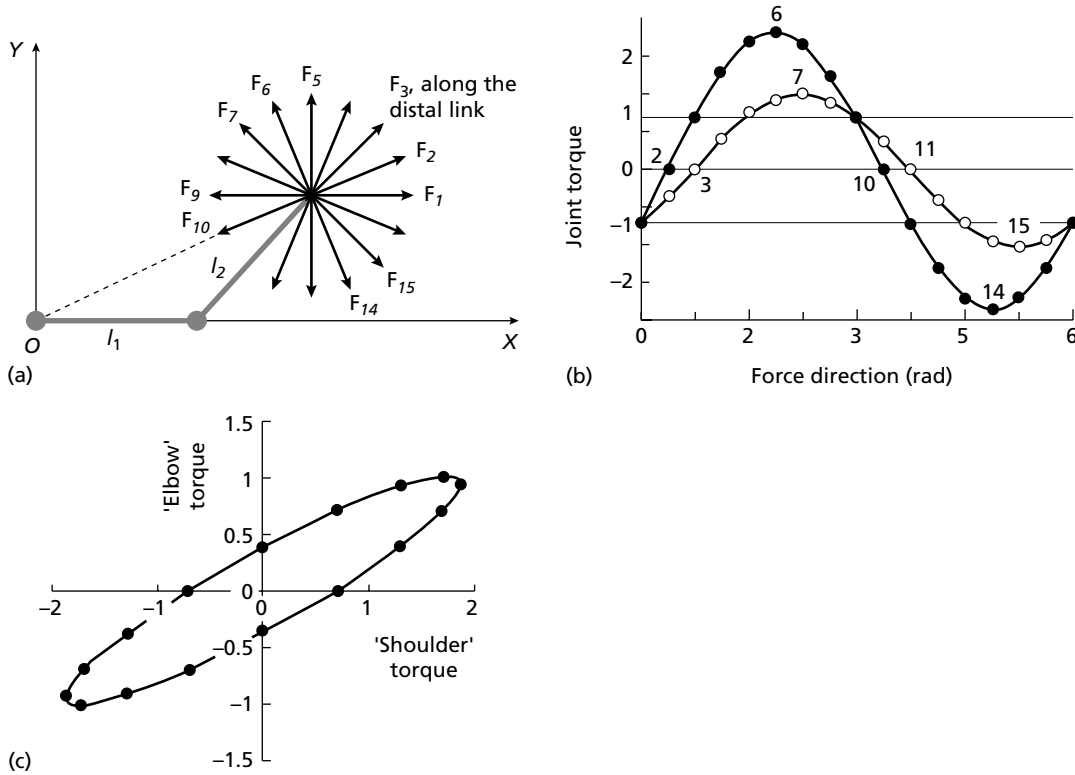 Y
F5
F6
F3, along the
distal link
F7
F2
F9
F1
F10
l2
F15
F14
O
l1
X
(a)
6
2
7
1
2
11
0
3
10
Joint torque
−1
15
−2
14
0
2
3
5
6
(b)
Force direction (rad)
1.5
'Elbow'
torque
1
0.5
0
−2
−1
0
1
2
−0.5
'Shoulder'
torque
−1
−1.5
(c)